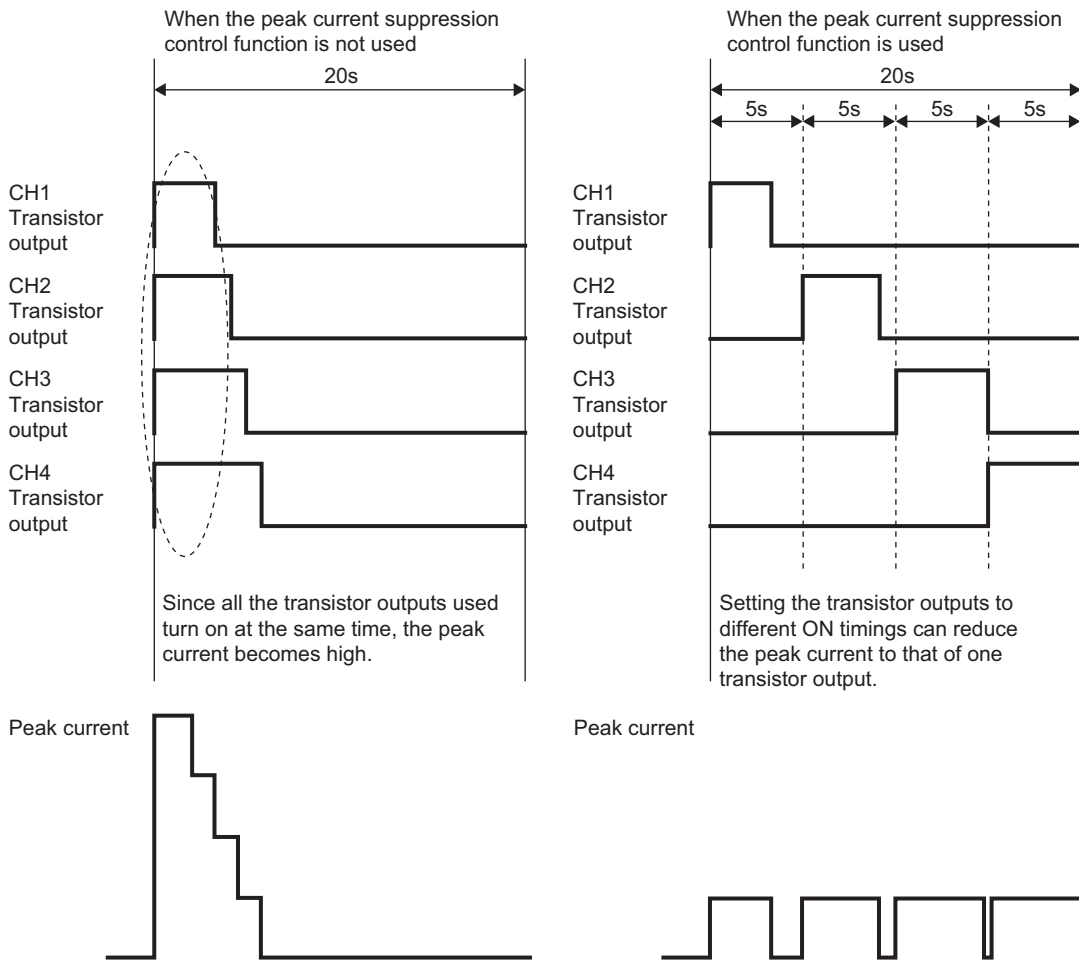 When the peak current suppression
control function is not used
20s
CH1
Transistor
output
CH2
Transistor
output
CH3
Transistor
output
CH4
Transistor
output
Since all the transistor outputs used
turn on at the same time, the peak
current becomes high.
Peak current
When the peak current suppression
control function is used
20s
5s 5s 5s 5s
CH1
Transistor
output
CH2
Transistor
output
CH3
Transistor
output
CH4
Transistor
output
Setting the transistor outputs to
different ON timings can reduce
the peak current to that of one
transistor output.
Peak current